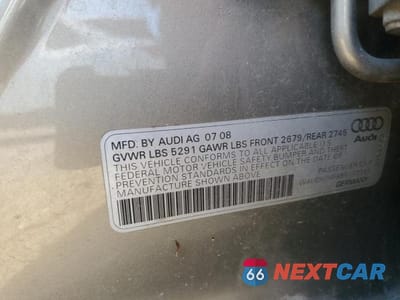 MFD. BY AUDI AG 07 08
GVWR LBS 5291 GAWR LBS FRONT 2679/REAR 2745
THIS VEHICLE CONFORMS TO ALL APPLICABLE U.S.
FEDERAL MOTOR VEHICLE SAFETY BUMPER AND THEFT
PREVENTION STANDARDS IN EFFECT ON THE DATE OF
MANUFACTURE SHOWN ABOVE
Audi
PASSENGER
GERMANY
66 NEXTCAR